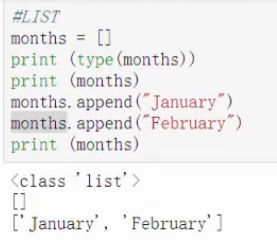 #LIST
months = []
print (type(months))
print (months)
months.append("January")
months.append("February")
print (months)
<class 'list'>
[]
['January', 'February']